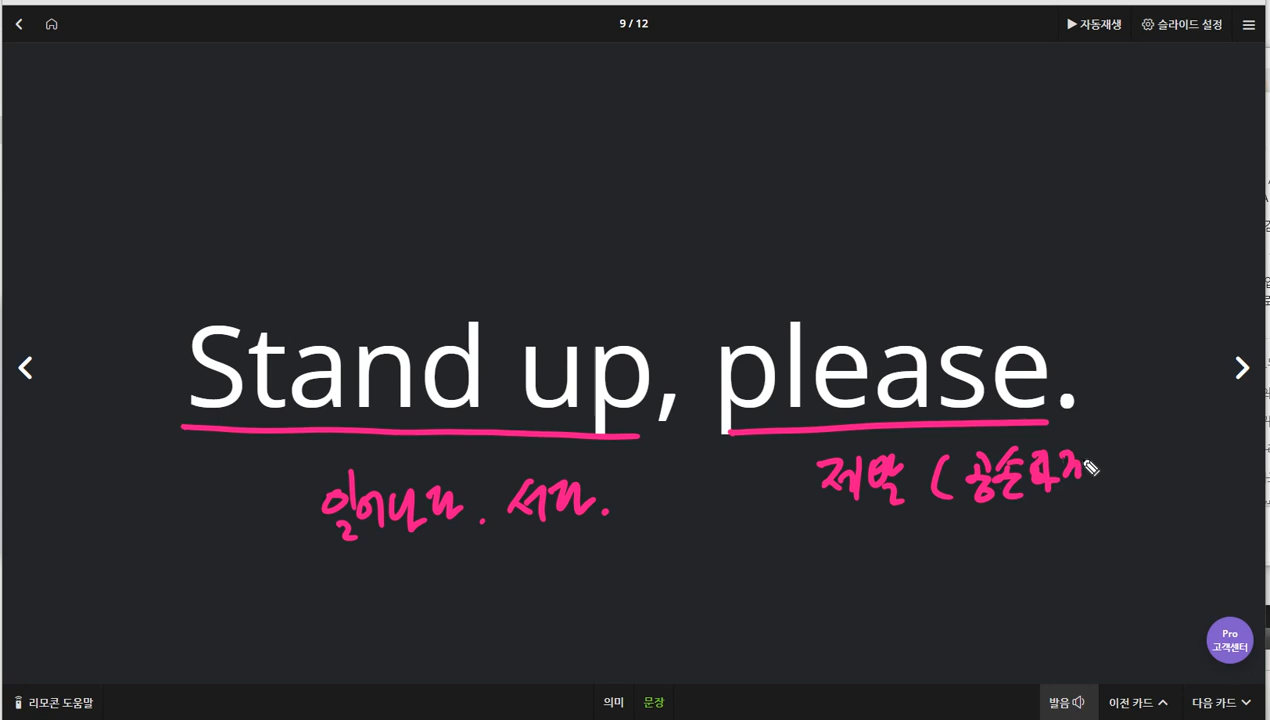 9 / 12
자동재생
슬라이드 설정
Stand up, please.
일어나라. 서라.
제발 (공손하게
Pro
고객센터
리모콘 도움말
의미
문장
발음
이전 카드
다음 카드